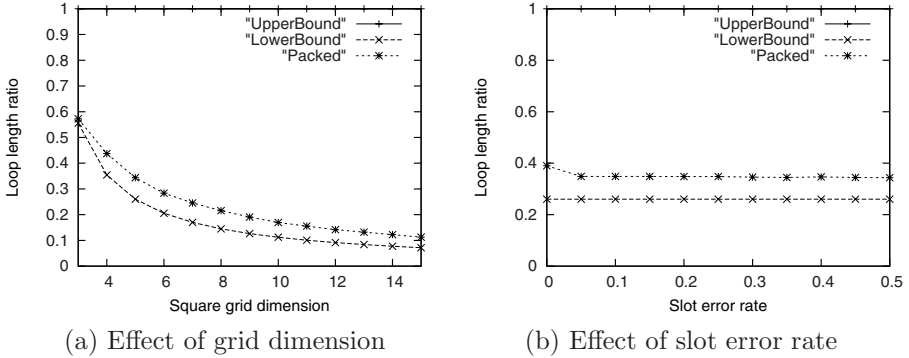 "UpperBound"
"LowerBound"
"Packed"
1
0.9
0.8
0.7
0.6
0.5
0.4
0.3
0.2
0.1
0
Loop length ratio
4 6 8 10 12 14
Square grid dimension
(a) Effect of grid dimension
"UpperBound"
"LowerBound"
"Packed"
1
0.8
0.6
0.4
0.2
0
Loop length ratio
0 0.1 0.2 0.3 0.4 0.5
Slot error rate
(b) Effect of slot error rate